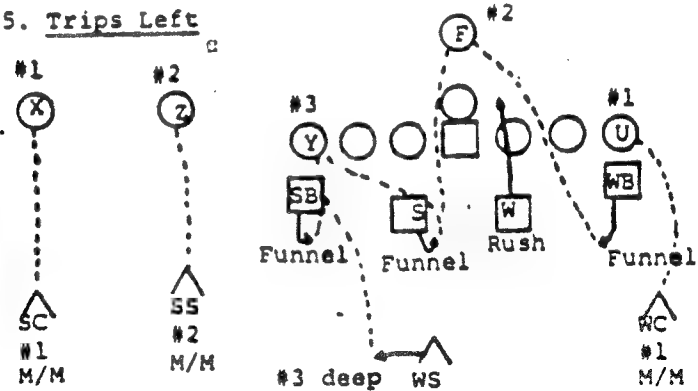 5. Trips Left
#1
#2
#3
#2
#1
X
Z
Y
F
U
SB
S
W
WB
Funnel
Funnel
Rush
Funnel
SC
#1
M/M
SS
#2
M/M
#3 deep
WS
WC
#1
M/M